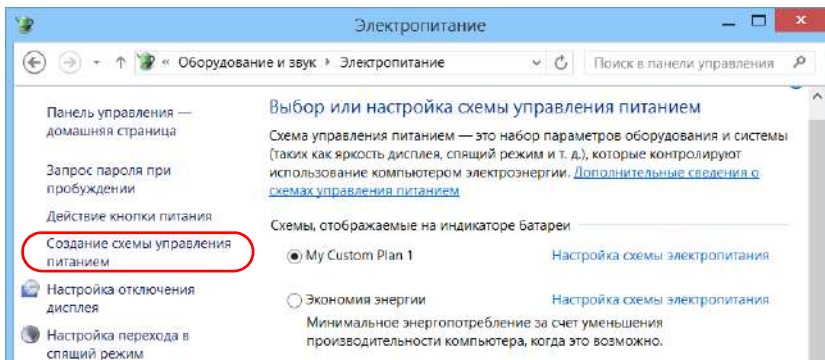 Электропитание
« Оборудование и звук Электропитание
Поиск в панели управления
Панель управления —
домашняя страница
Запрос пароля при
пробуждении
Действие кнопки питания
Создание схемы управления
питанием
Настройка отключения
дисплея
Настройка перехода в
спящий режим
Выбор или настройка схемы управления питанием
Схема управления питанием — это набор параметров оборудования и системы
(таких как яркость дисплея, спящий режим и т. д.), которые контролируют
использование компьютером электроэнергии. Дополнительные сведения о
схемах управления питанием
Схемы, отображаемые на индикаторе батареи
My Custom Plan 1 Настройка схемы электропитания
Экономия энергии Настройка схемы электропитания
Минимальное энергопотребление за счет уменьшения
производительности компьютера, когда это возможно.